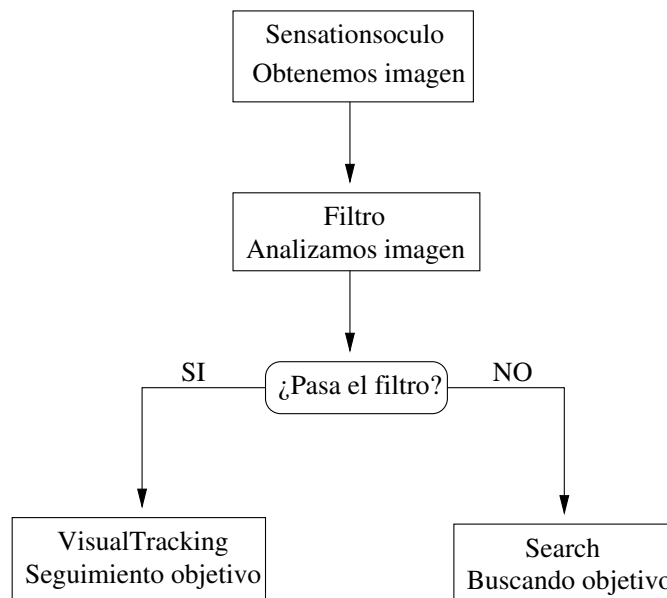 Sensationsoculo
Obtenemos imagen
Filtro
Analizamos imagen
¿Pasa el filtro?
SI
NO
VisualTracking
Seguimiento objetivo
Search
Buscando objetivo